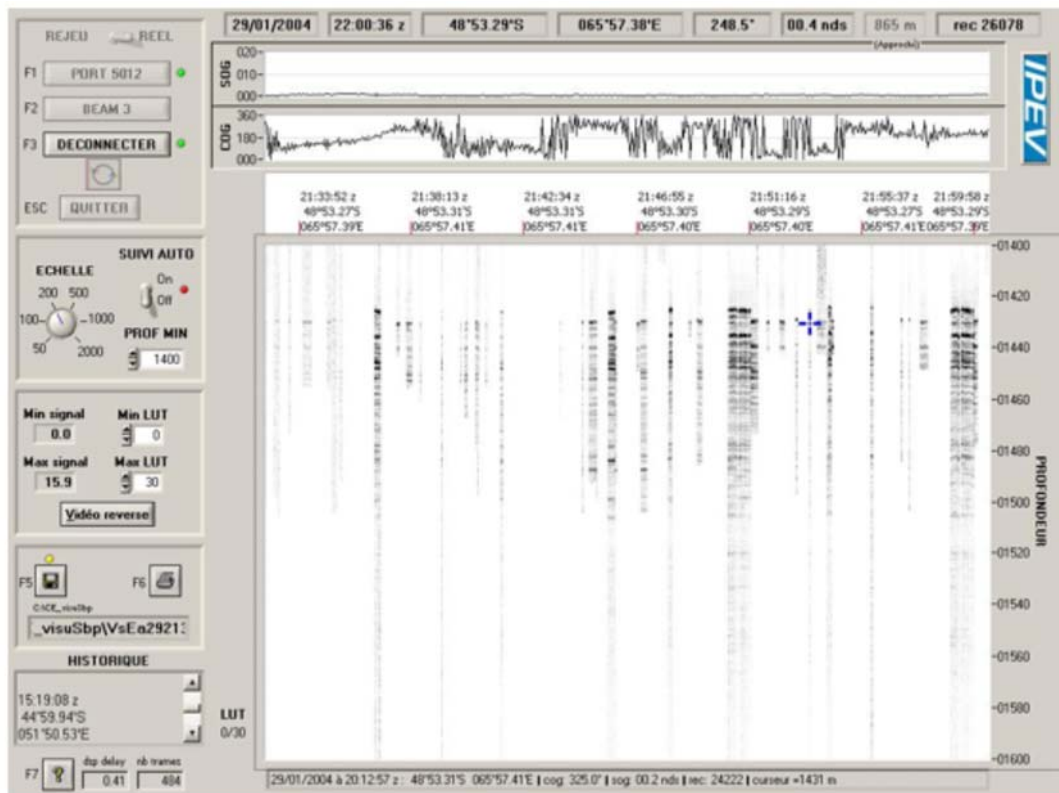 29/01/2004 22:00:36 z 48°53.29"S 065°57.38'E 248.5° 00.4 nds 865 m rec 26078
(Approché)
REJEU REEL
F1 PORT 5012
F2 BEAM 3
F3 DECONNECTER
ESC QUITTER
IPEV
SOG
020
010
000
COG
360
180
000
21:33:52 z 21:38:13 z 21:42:34 z 21:46:55 z 21:51:16 z 21:55:37 z 21:59:58 z
48°53.27'S 48°53.31'S 48°53.31'S 48°53.30'S 48°53.29'S 48°53.27'S 48°53.29'S
065°57.39'E 065°57.41'E 065°57.41'E 065°57.40'E 065°57.40'E 065°57.41'E 065°57.39'E
SUIVI AUTO
ECHELLE
On
Off
200 500
100 1000
50 2000
PROF MIN
1400
Min signal Min LUT
0.0 0
Max signal Max LUT
15.9 30
Vidéo reverse
F5 F6
C:\CE_visuSbp
_visuSbp\VsEa29213
HISTORIQUE
15:19:08 z
44°59.94'S
051°50.53'E
F7 ? dsp delay nb trames
0.41 484
LUT
0/30
01400
01420
01440
01460
01480
01500
01520
01540
01560
01580
01600
PROFONDEUR
29/01/2004 à 20:12:57 z : 48°53.31'S 065°57.41'E | cog: 325.0° | sog: 00.2 nds | rec: 24222 | curseur =1431 m